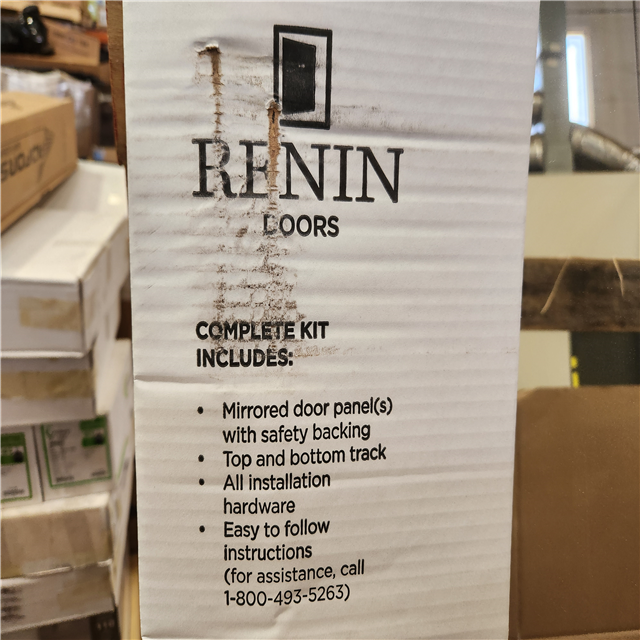 RENIN
DOORS
COMPLETE KIT
INCLUDES:
• Mirrored door panel(s)
with safety backing
• Top and bottom track
• All installation
hardware
• Easy to follow
instructions
(for assistance, call
1-800-493-5263)